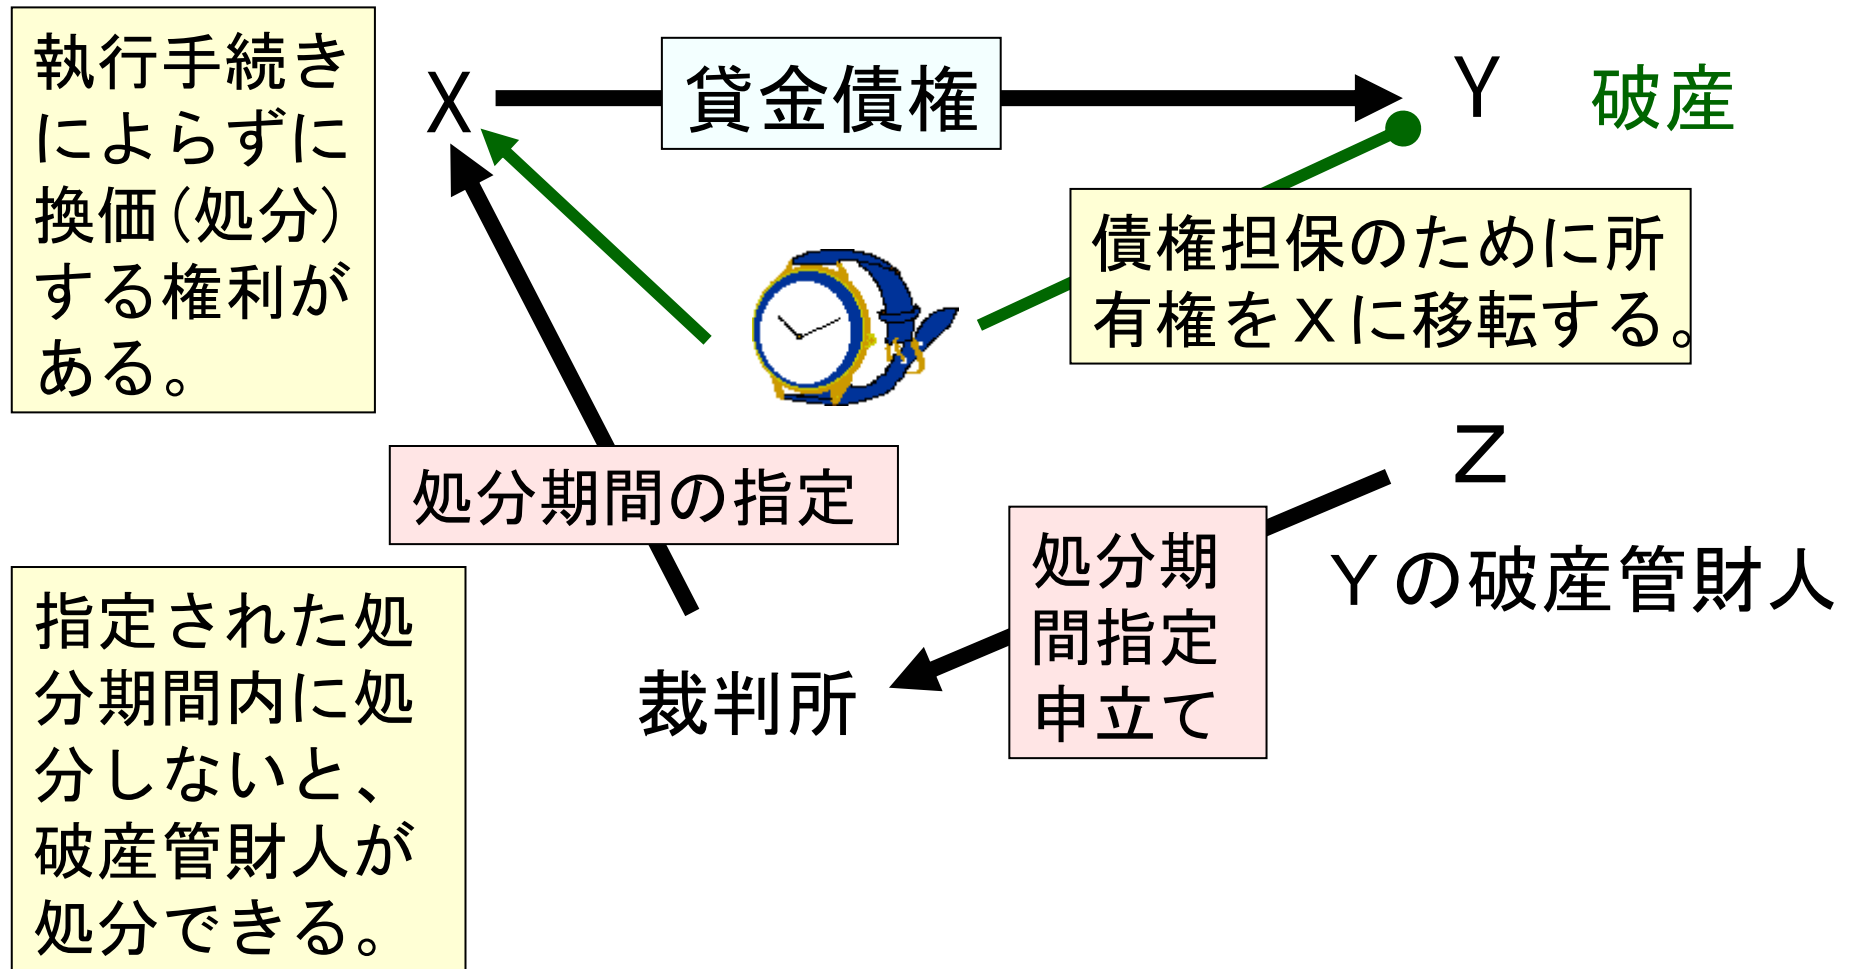 執行手続き
によらずに
換価(処分)
する権利が
ある。
X
貸金債権
Y
破産
債権担保のために所
有権をXに移転する。
処分期間の指定
Z
Yの破産管財人
処分期
間指定
申立て
裁判所
指定された処
分期間内に処
分しないと、
破産管財人が
処分できる。